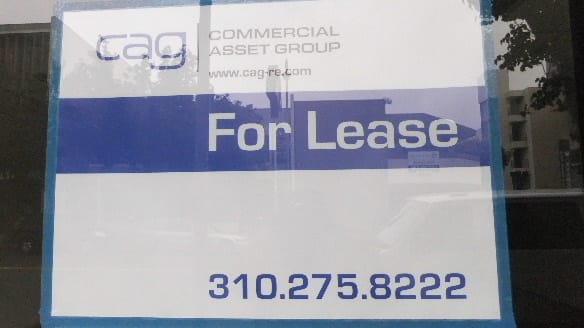 cag COMMERCIAL
ASSET GROUP
www.cag-re.com
For Lease
310.275.8222